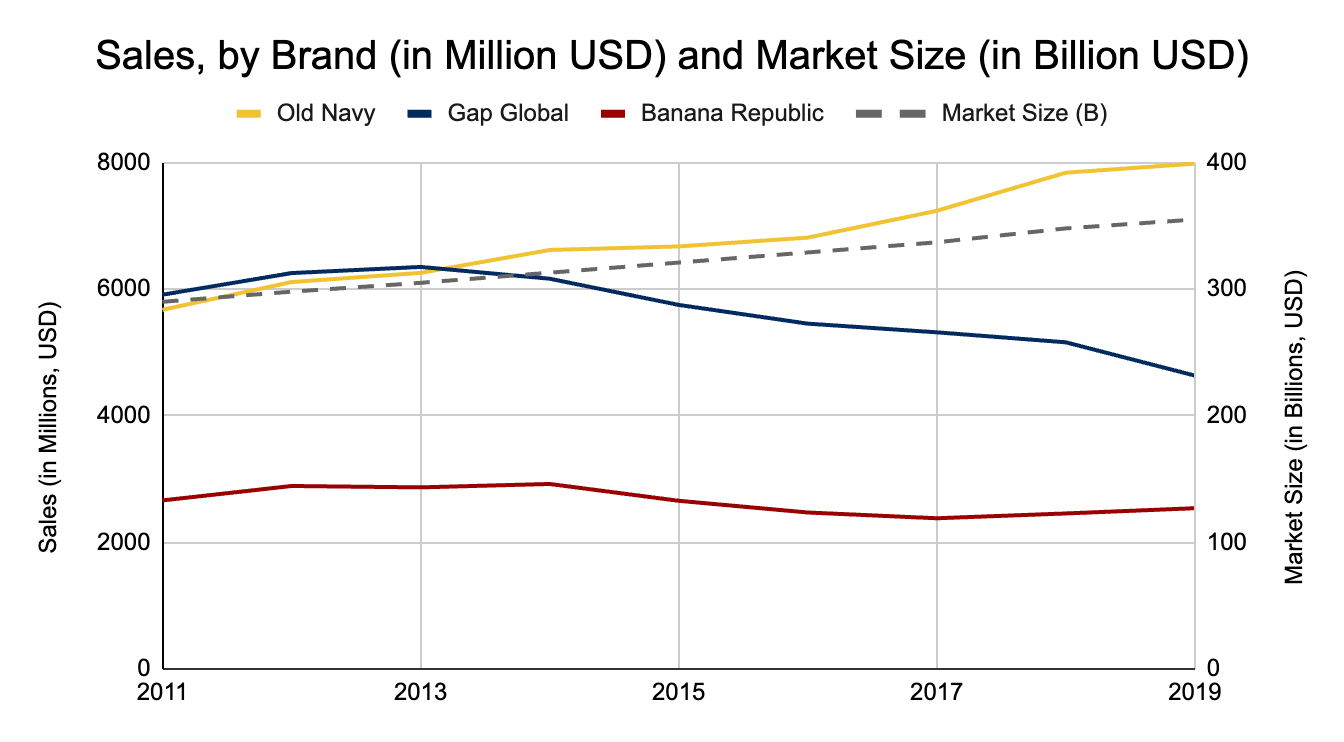 Sales, by Brand (in Million USD) and Market Size (in Billion USD)
Old Navy Gap Global Banana Republic Market Size (B)
8000 400
6000 300
4000 200
2000 100
0 0
Sales (in Millions, USD)
Market Size (in Billions, USD)
2011 2013 2015 2017 2019